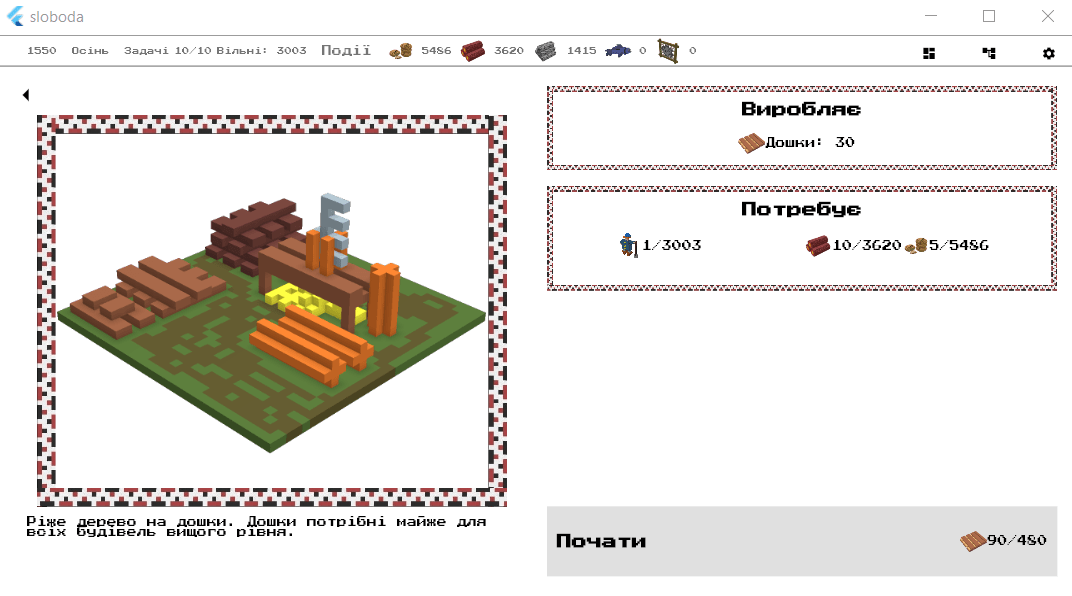 sloboda
1550 Осінь Задачі 10/10 Вільні: 3003 Події 5486 3620 1415 0 0
Виробляє
Дошки: 30
Потребує
1/3003 10/3620 5/5486
Ріже дерево на дошки. Дошки потрібні майже для
всіх будівель вищого рівня.
Почати 90/480